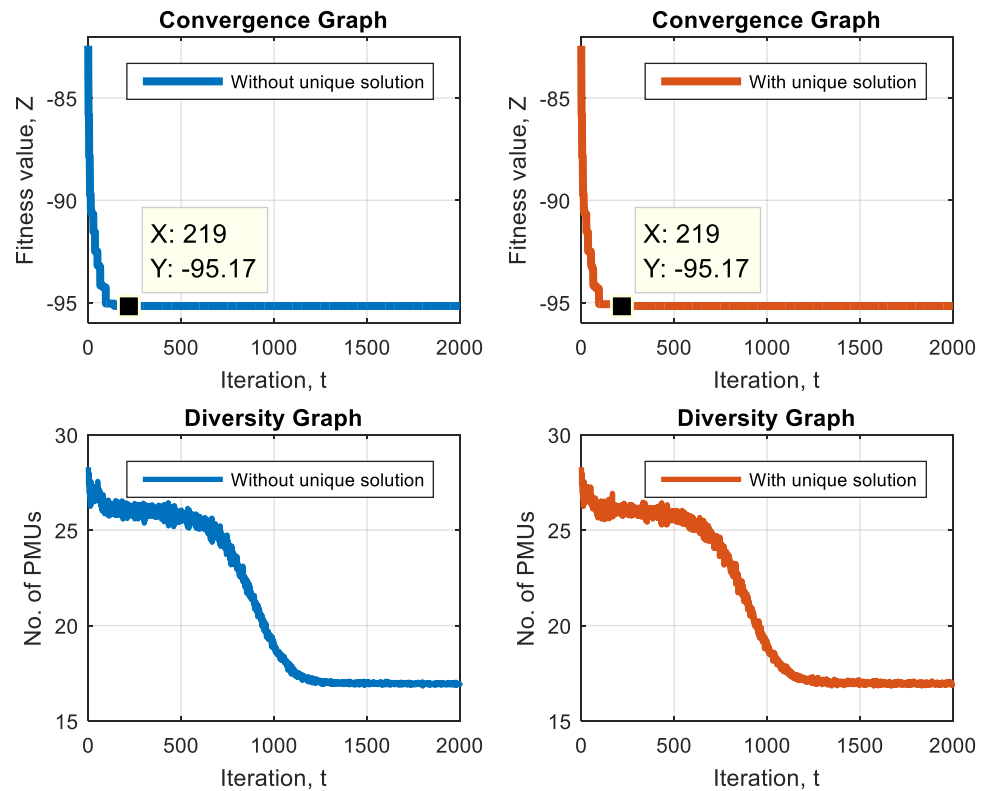 Convergence Graph
Without unique solution
Fitness value, Z
-85
-90
-95
X: 219
Y: -95.17
0 500 1000 1500 2000
Iteration, t
Convergence Graph
With unique solution
Fitness value, Z
-85
-90
-95
X: 219
Y: -95.17
0 500 1000 1500 2000
Iteration, t
Diversity Graph
Without unique solution
No. of PMUs
30
25
20
15
0 500 1000 1500 2000
Iteration, t
Diversity Graph
With unique solution
No. of PMUs
30
25
20
15
0 500 1000 1500 2000
Iteration, t